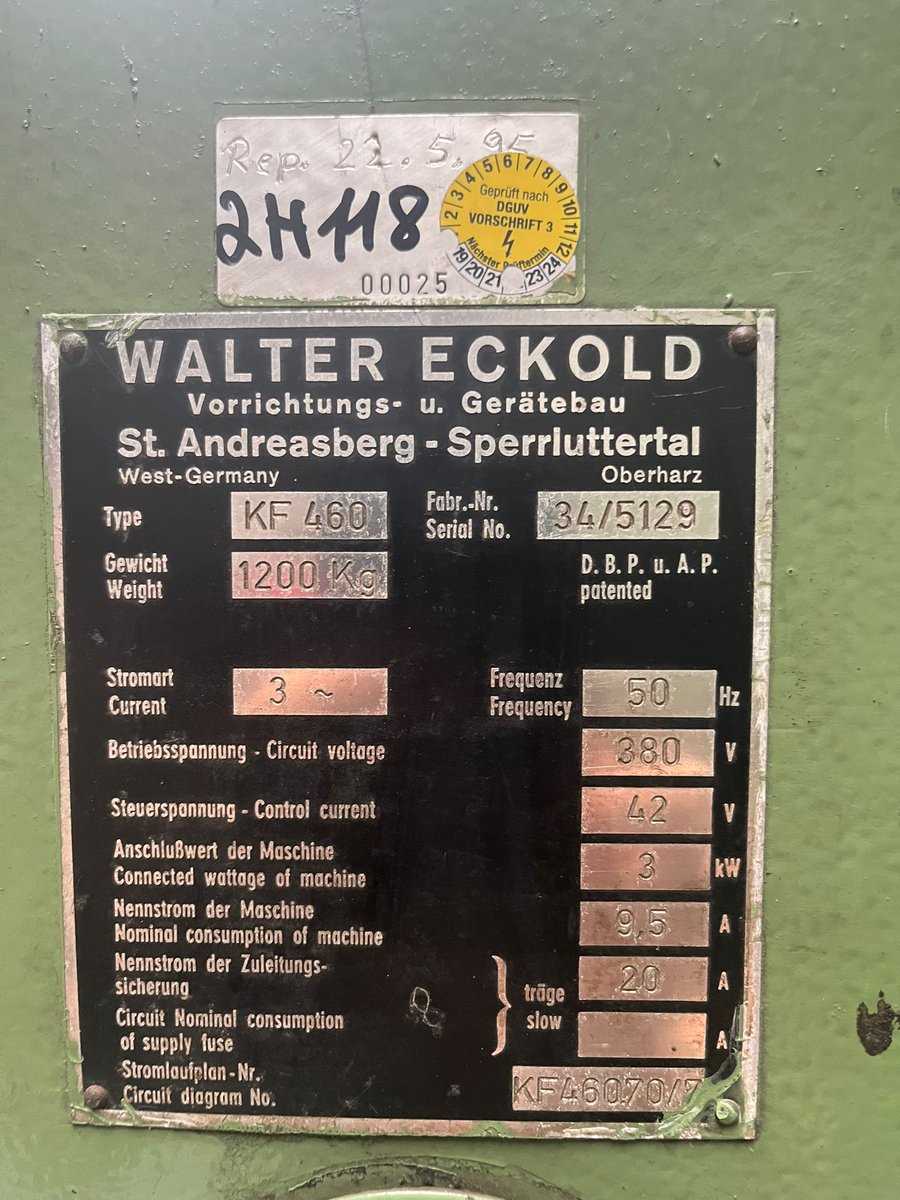 Rep. 22.5.95
2H118
00025
2 3 4 5 6 7 8 9 10 11 12
Geprüft nach
DGUV
VORSCHRIFT 3
Nächster Prüftermin
19 20 21 23 24
WALTER ECKOLD
Vorrichtungs- u. Gerätebau
St. Andreasberg - Sperrluttertal
West-Germany Oberharz
Type KF 460 Fabr.-Nr. Serial No. 34/5129
Gewicht Weight 1200 Kg D.B.P. u. A.P. patented
Stromart Current 3 ~ Frequenz Frequency 50 Hz
Betriebsspannung - Circuit voltage 380 V
Steuerspannung - Control current 42 V
Anschlußwert der Maschine
Connected wattage of machine 3 kW
Nennstrom der Maschine
Nominal consumption of machine 9,5 A
Nennstrom der Zuleitungs-
sicherung träge 20 A
Circuit Nominal consumption slow
of supply fuse A
Stromlaufplan-Nr.
Circuit diagram No. KF46070/7